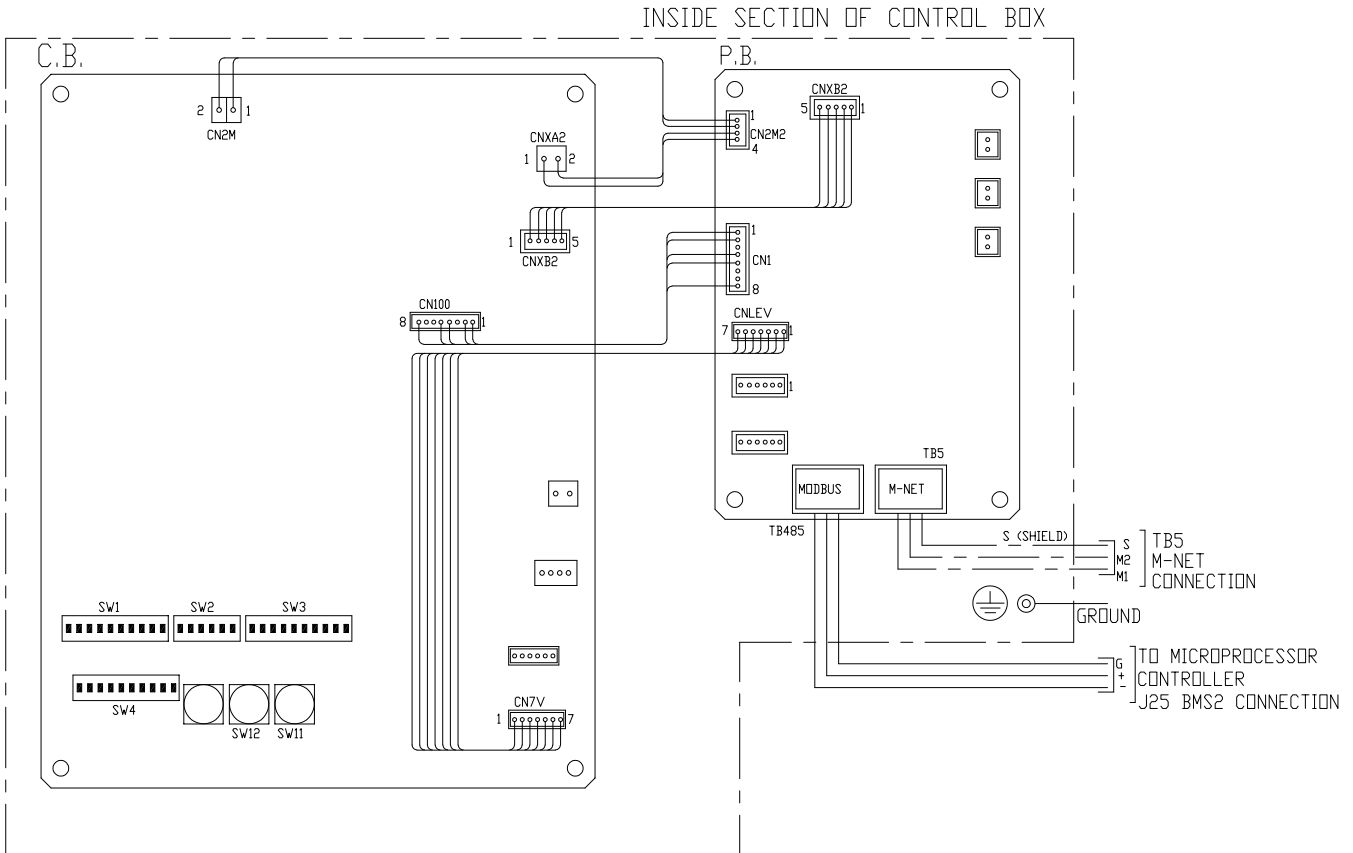 INSIDE SECTION OF CONTROL BOX
C.B.
P.B.
CNXB2
5 1
2 1
CN2M
1
CN2M2
4
CNXA2
1 2
1 5
CNXB2
1
CN1
8
CN100
8 1
CNLEV
7 1
1
TB5
MODBUS
M-NET
TB485
S (SHIELD)
S
M2
M1
TB5
M-NET
CONNECTION
GROUND
SW1 SW2 SW3
G
+
-
TO MICROPROCESSOR
CONTROLLER
J25 BMS2 CONNECTION
SW4
SW12 SW11
CN7V
1 7